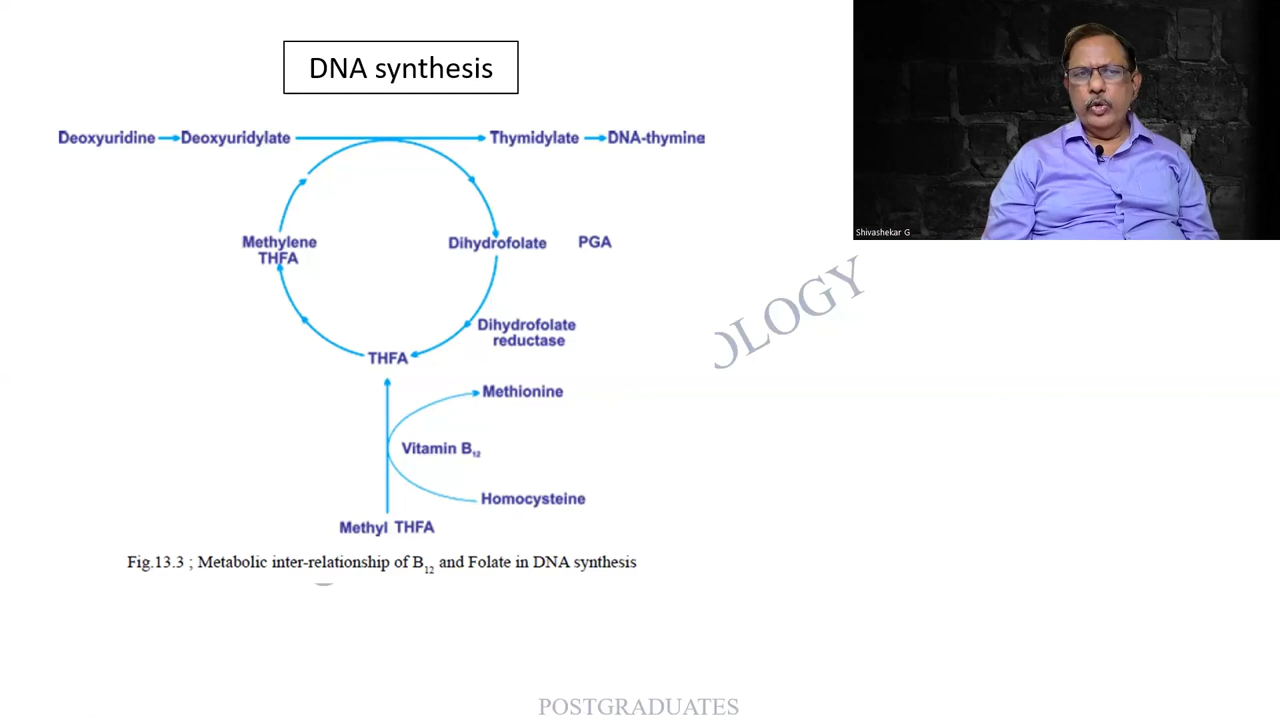 DNA synthesis
Deoxyuridine Deoxyuridylate Thymidylate DNA-thymine
Methylene
THFA
Dihydrofolate PGA
Dihydrofolate
reductase
THFA
Methionine
Vitamin B12
Homocysteine
Methyl THFA
Fig.13.3 ; Metabolic inter-relationship of B12 and Folate in DNA synthesis
Shivashekar G
OLOGY
POSTGRADUATES